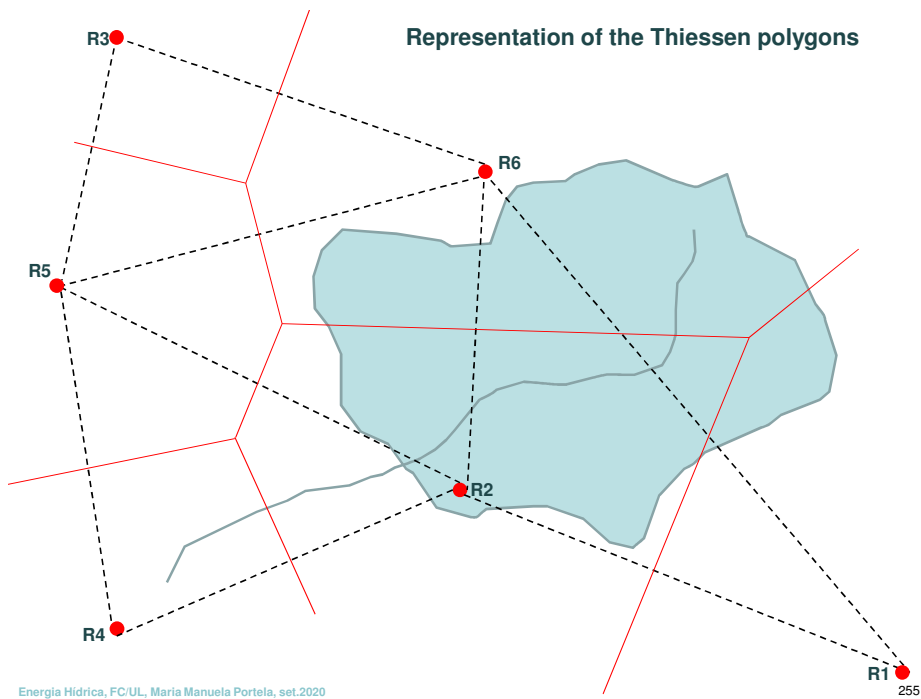 Representation of the Thiessen polygons
R3
R6
R5
R2
R4
R1
255
Energia Hídrica, FC/UL, Maria Manuela Portela, set.2020